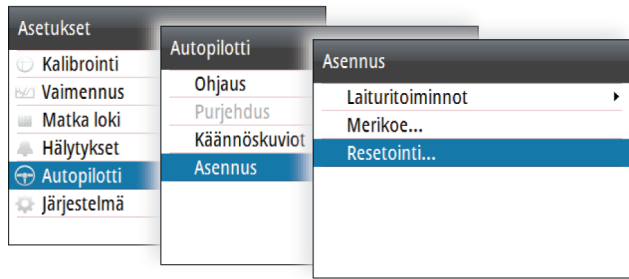 Asetukset
Kalibrointi
Vaimennus
Matka loki
Hälytykset
Autopilotti
Järjestelmä
Autopilotti
Ohjaus
Purjehdus
Käännöskuviot
Asennus
Asennus
Laituritoiminnot
Merikoe...
Resetointi...